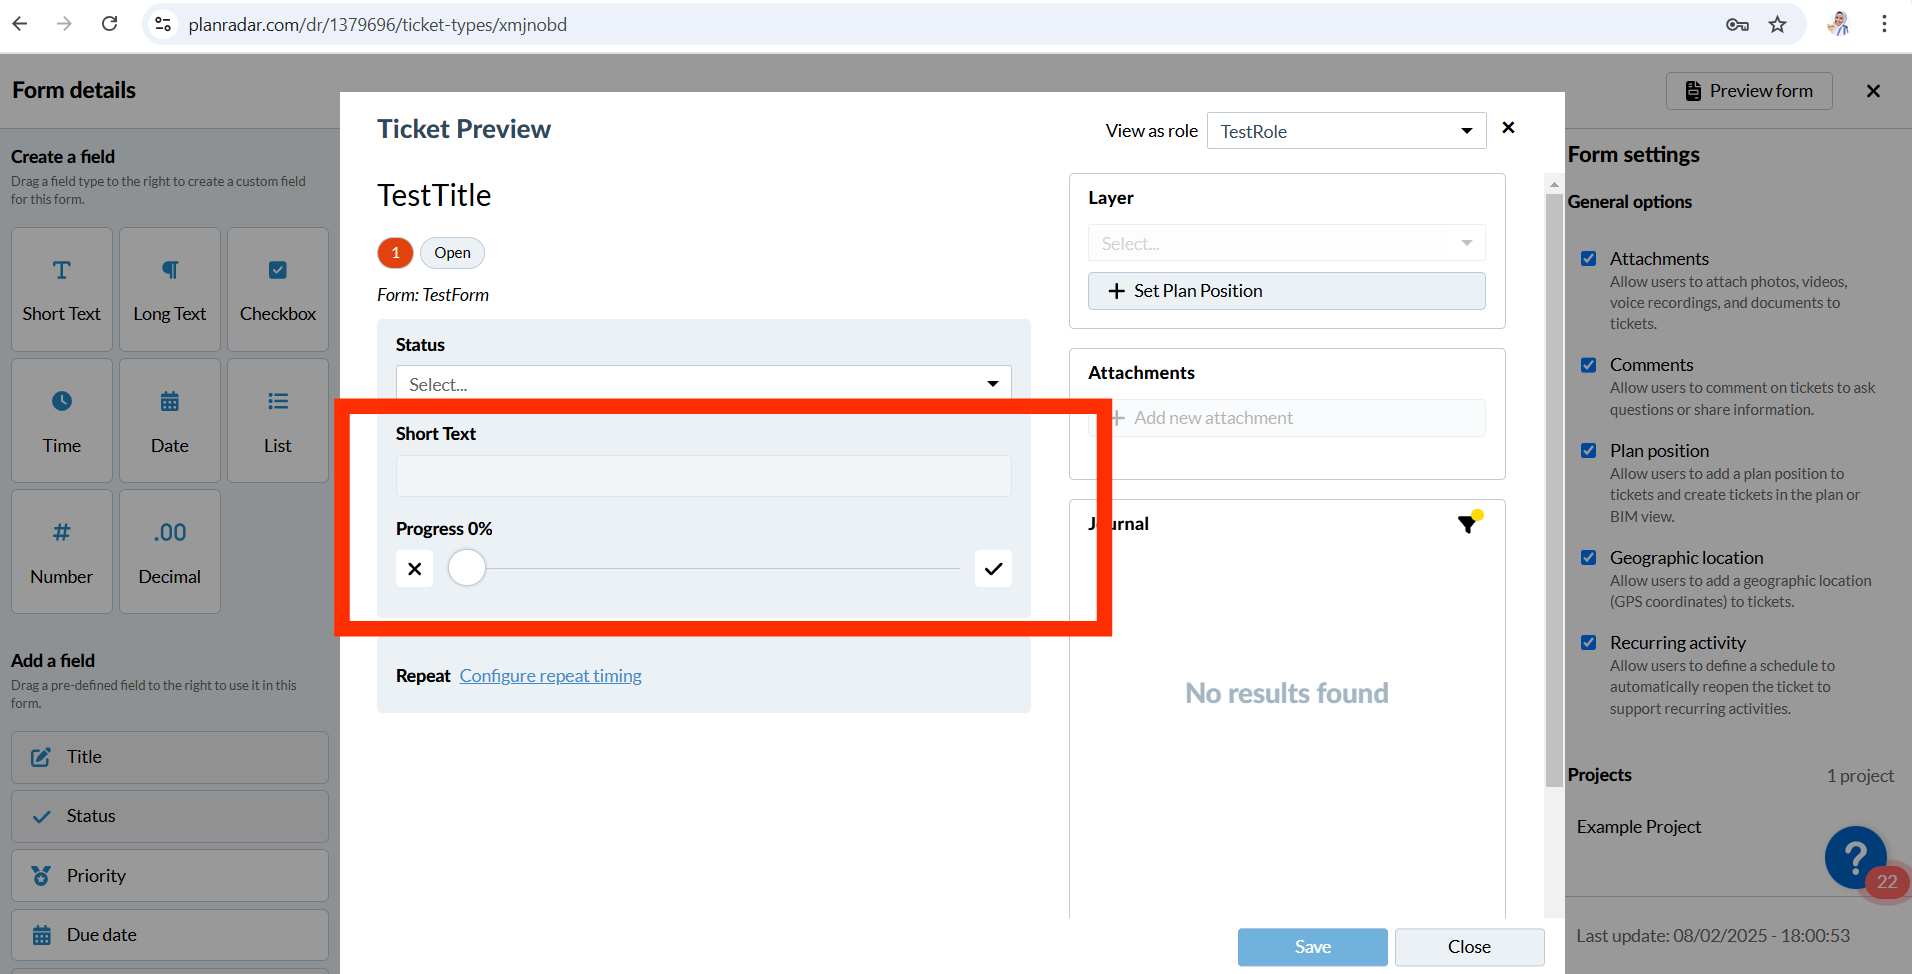 planradar.com/dr/1379696/ticket-types/xmjnobd
Form details
Preview form
Create a field
Drag a field type to the right to create a custom field
for this form.
Short Text
Long Text
Checkbox
Time
Date
List
Number
.00
Decimal
Add a field
Drag a pre-defined field to the right to use it in this
form.
Title
Status
Priority
Due date
Ticket Preview
View as role
TestRole
TestTitle
1
Open
Form: TestForm
Status
Select...
Short Text
Progress 0%
Repeat Configure repeat timing
Layer
Select...
Set Plan Position
Attachments
Add new attachment
Journal
No results found
Save
Close
Form settings
General options
Attachments
Allow users to attach photos, videos,
voice recordings, and documents to
tickets.
Comments
Allow users to comment on tickets to ask
questions or share information.
Plan position
Allow users to add a plan position to
tickets and create tickets in the plan or
BIM view.
Geographic location
Allow users to add a geographic location
(GPS coordinates) to tickets.
Recurring activity
Allow users to define a schedule to
automatically reopen the ticket to
support recurring activities.
Projects
1 project
Example Project
?
22
Last update: 08/02/2025 - 18:00:53